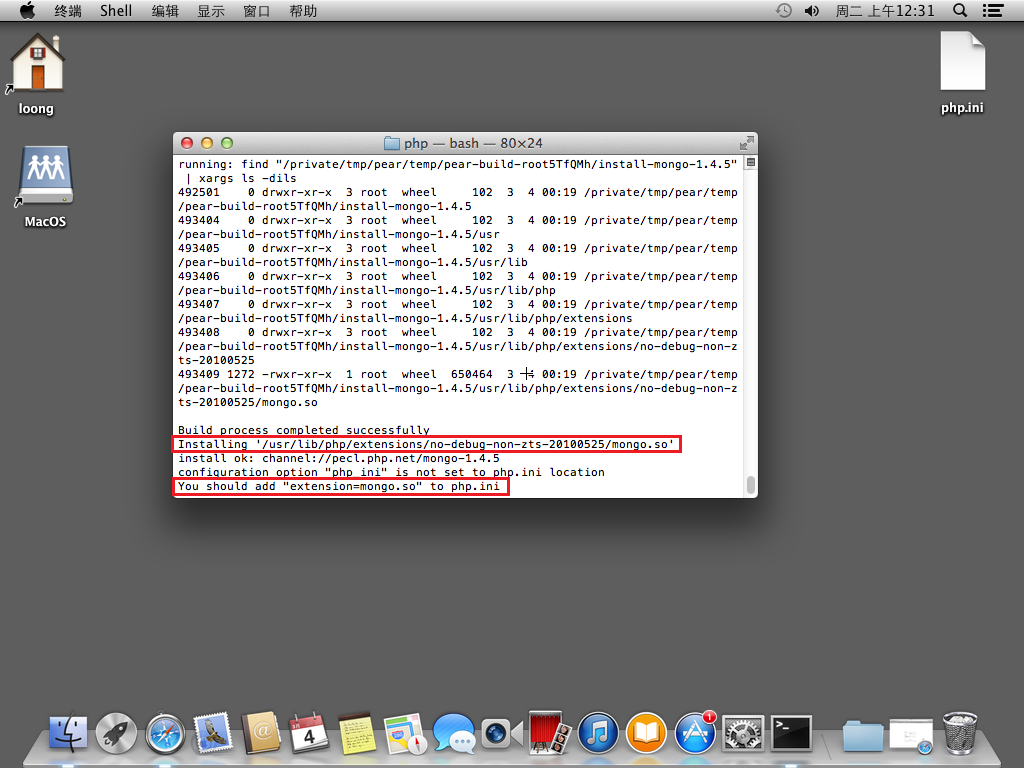 终端 Shell 编辑 显示 窗口 帮助 周二 上午12:31
loong
php.ini
MacOS
php — bash — 80×24
running: find "/private/tmp/pear/temp/pear-build-root5TfQMh/install-mongo-1.4.5"
| xargs ls -dils
492501    0 drwxr-xr-x  3 root  wheel     102  3  4 00:19 /private/tmp/pear/temp
/pear-build-root5TfQMh/install-mongo-1.4.5
493404    0 drwxr-xr-x  3 root  wheel     102  3  4 00:19 /private/tmp/pear/temp
/pear-build-root5TfQMh/install-mongo-1.4.5/usr
493405    0 drwxr-xr-x  3 root  wheel     102  3  4 00:19 /private/tmp/pear/temp
/pear-build-root5TfQMh/install-mongo-1.4.5/usr/lib
493406    0 drwxr-xr-x  3 root  wheel     102  3  4 00:19 /private/tmp/pear/temp
/pear-build-root5TfQMh/install-mongo-1.4.5/usr/lib/php
493407    0 drwxr-xr-x  3 root  wheel     102  3  4 00:19 /private/tmp/pear/temp
/pear-build-root5TfQMh/install-mongo-1.4.5/usr/lib/php/extensions
493408    0 drwxr-xr-x  3 root  wheel     102  3  4 00:19 /private/tmp/pear/temp
/pear-build-root5TfQMh/install-mongo-1.4.5/usr/lib/php/extensions/no-debug-non-z
ts-20100525
493409 1272 -rwxr-xr-x  1 root  wheel  650464  3  4 00:19 /private/tmp/pear/temp
/pear-build-root5TfQMh/install-mongo-1.4.5/usr/lib/php/extensions/no-debug-non-z
ts-20100525/mongo.so
Build process completed successfully
Installing '/usr/lib/php/extensions/no-debug-non-zts-20100525/mongo.so'
install ok: channel://pecl.php.net/mongo-1.4.5
configuration option "php_ini" is not set to php.ini location
You should add "extension=mongo.so" to php.ini
4
1